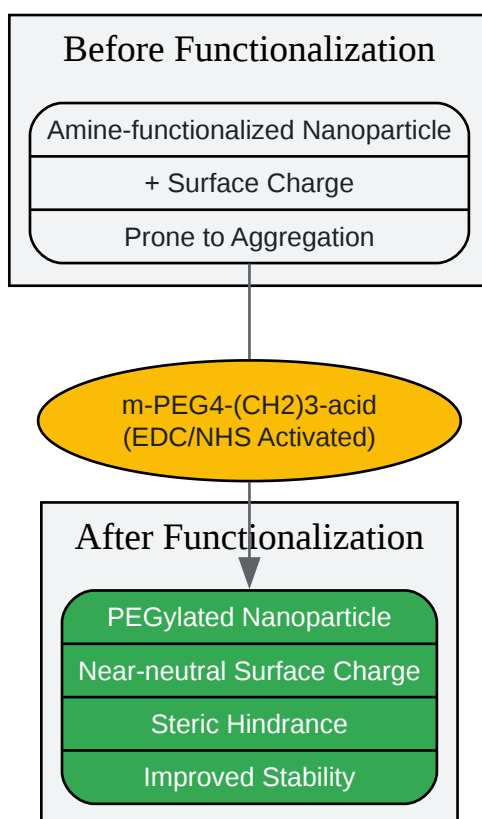 Before Functionalization
Amine-functionalized Nanoparticle
+ Surface Charge
Prone to Aggregation
m-PEG4-(CH2)3-acid
(EDC/NHS Activated)
After Functionalization
PEGylated Nanoparticle
Near-neutral Surface Charge
Steric Hindrance
Improved Stability